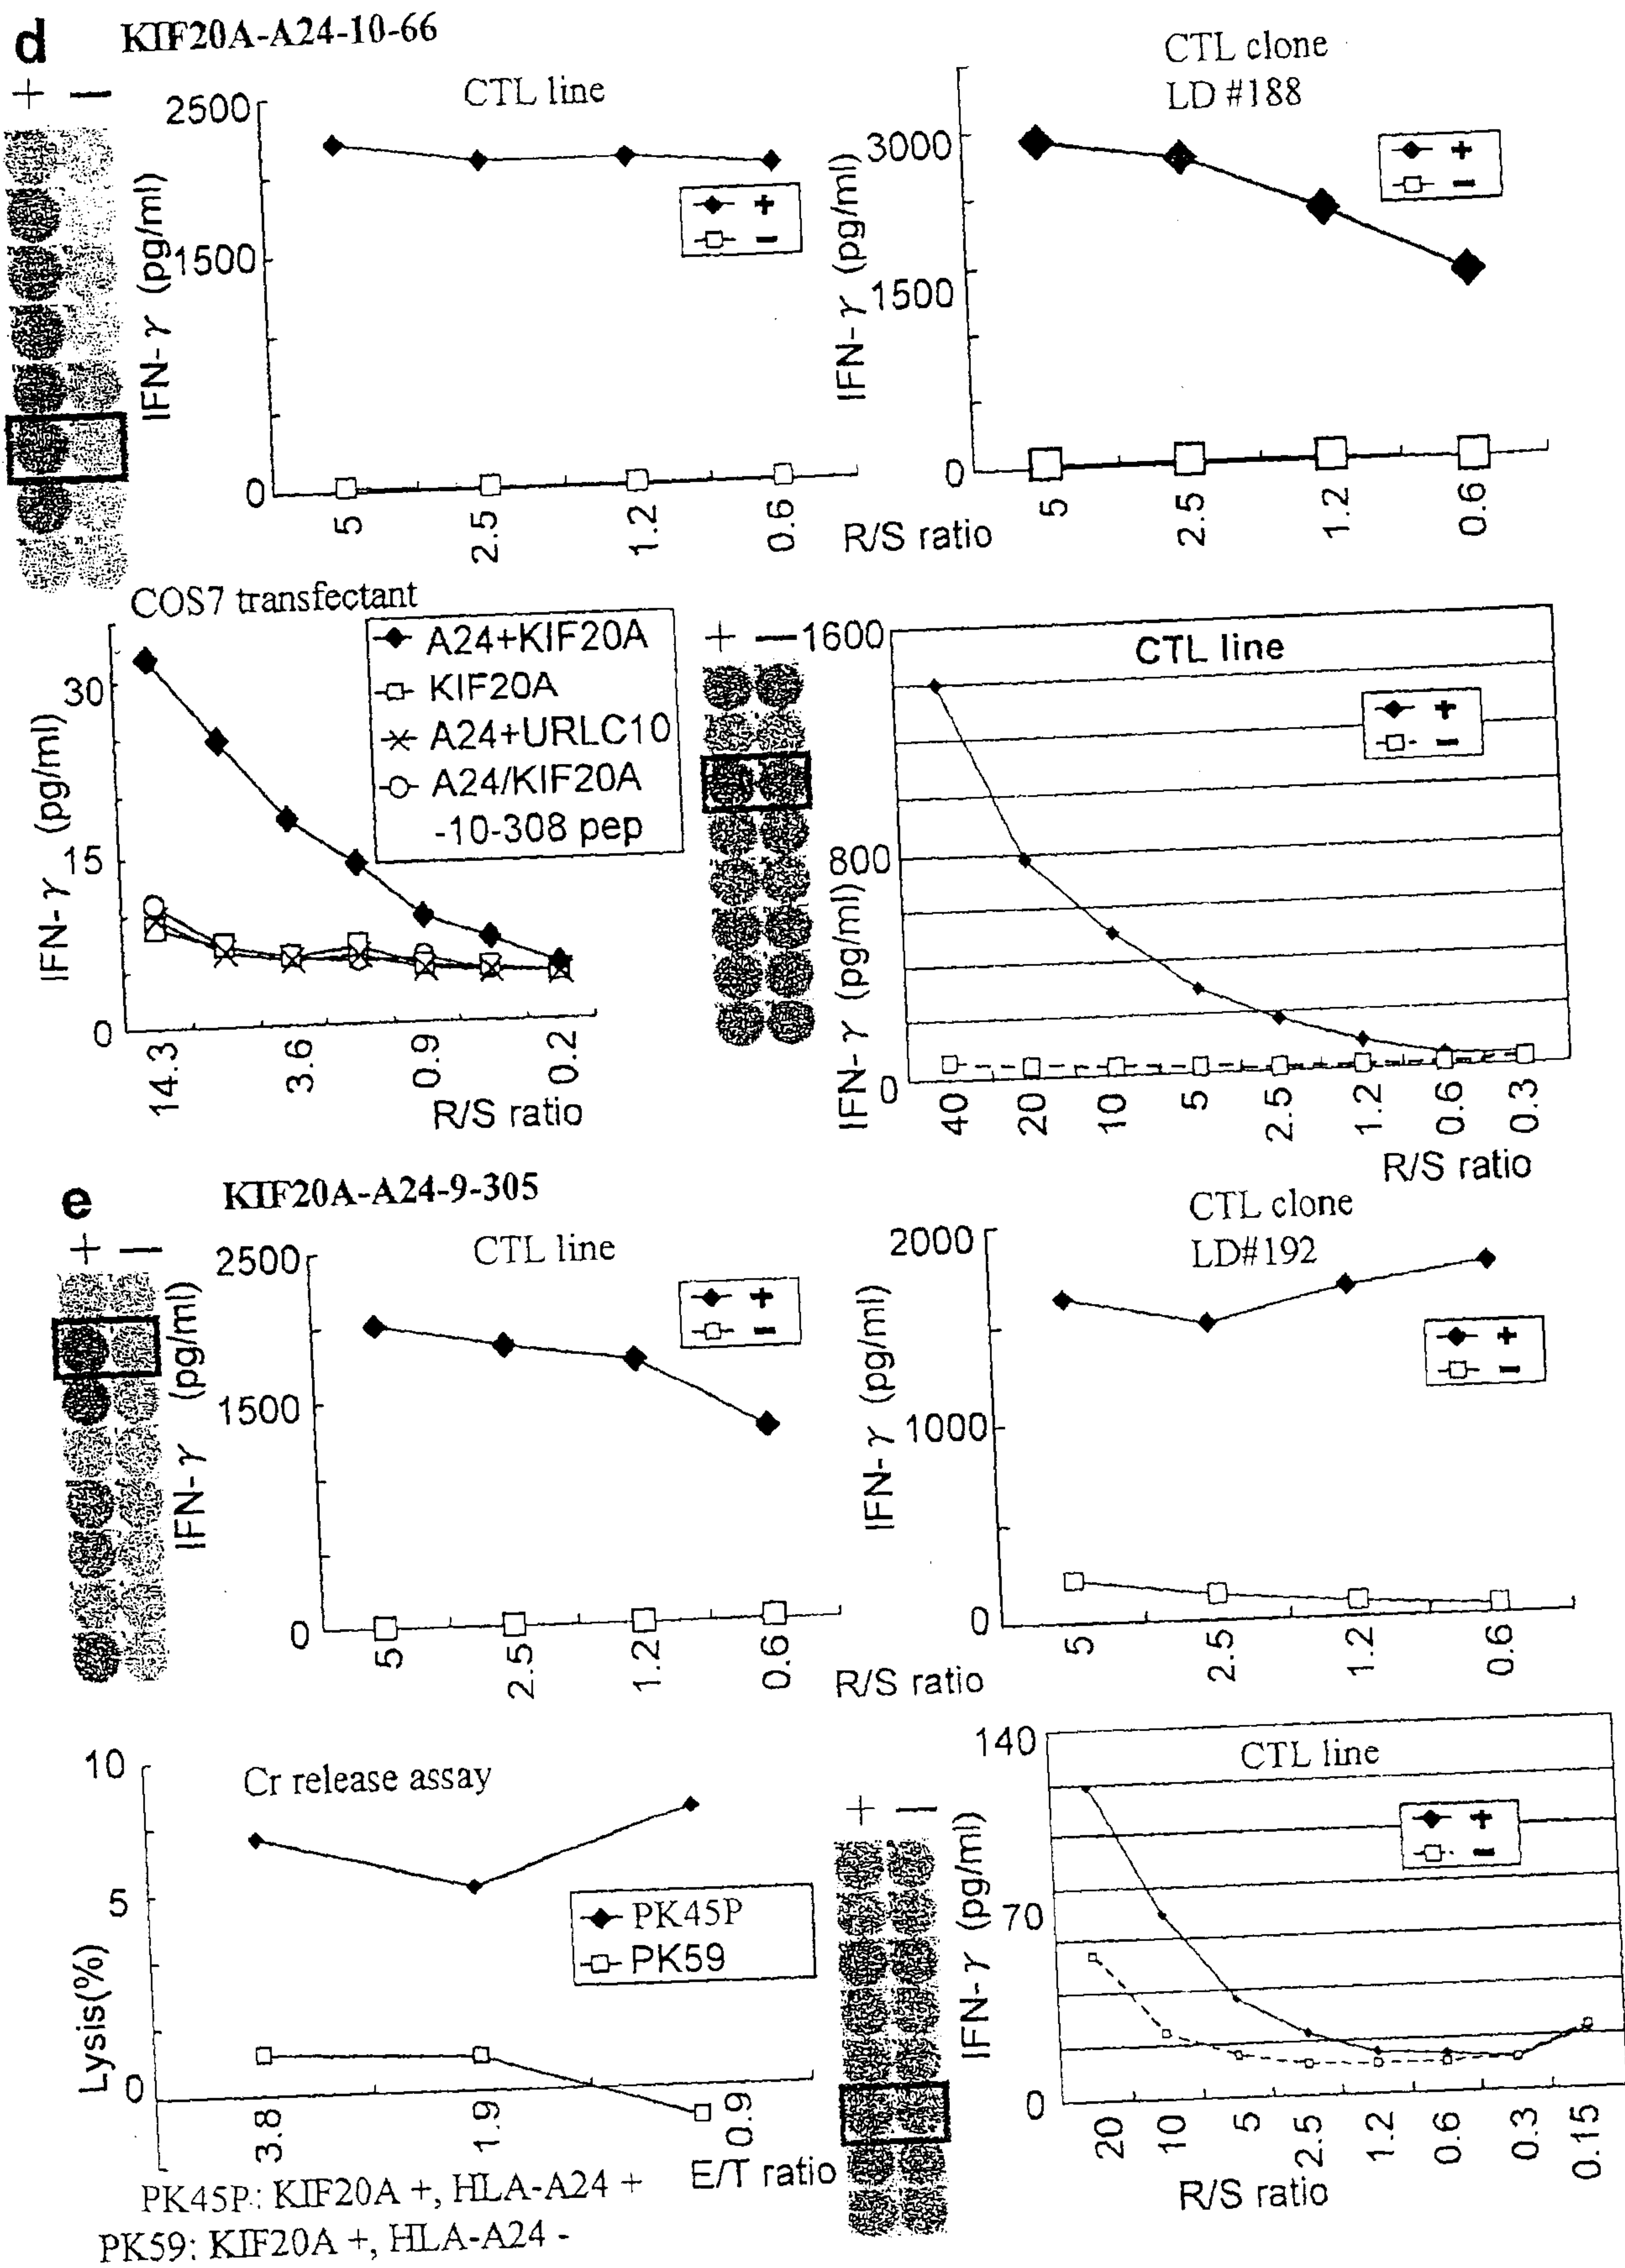 d KIF20A-A24-10-66
+ −
CTL line
IFN-γ (pg/ml)
2500
1500
0
+
−
5 2.5 1.2 0.6
R/S ratio
CTL clone
LD #188
IFN-γ (pg/ml)
3000
1500
0
+
−
5 2.5 1.2 0.6
COS7 transfectant
IFN-γ (pg/ml)
30
15
0
A24+KIF20A
KIF20A
A24+URLC10
A24/KIF20A
-10-308 pep
14.3 3.6 0.9 0.2
R/S ratio
+ −
CTL line
IFN-γ (pg/ml)
1600
800
0
+
−
40 20 10 5 2.5 1.2 0.6 0.3
R/S ratio
e KIF20A-A24-9-305
+ −
CTL line
IFN-γ (pg/ml)
2500
1500
0
+
−
5 2.5 1.2 0.6
R/S ratio
CTL clone
LD#192
IFN-γ (pg/ml)
2000
1000
0
+
−
5 2.5 1.2 0.6
Cr release assay
Lysis(%)
10
5
0
PK45P
PK59
3.8 1.9 0.9
E/T ratio
PK45P: KIF20A +, HLA-A24 +
PK59: KIF20A +, HLA-A24 -
+ −
CTL line
IFN-γ (pg/ml)
140
70
0
+
−
20 10 5 2.5 1.2 0.6 0.3 0.15
R/S ratio